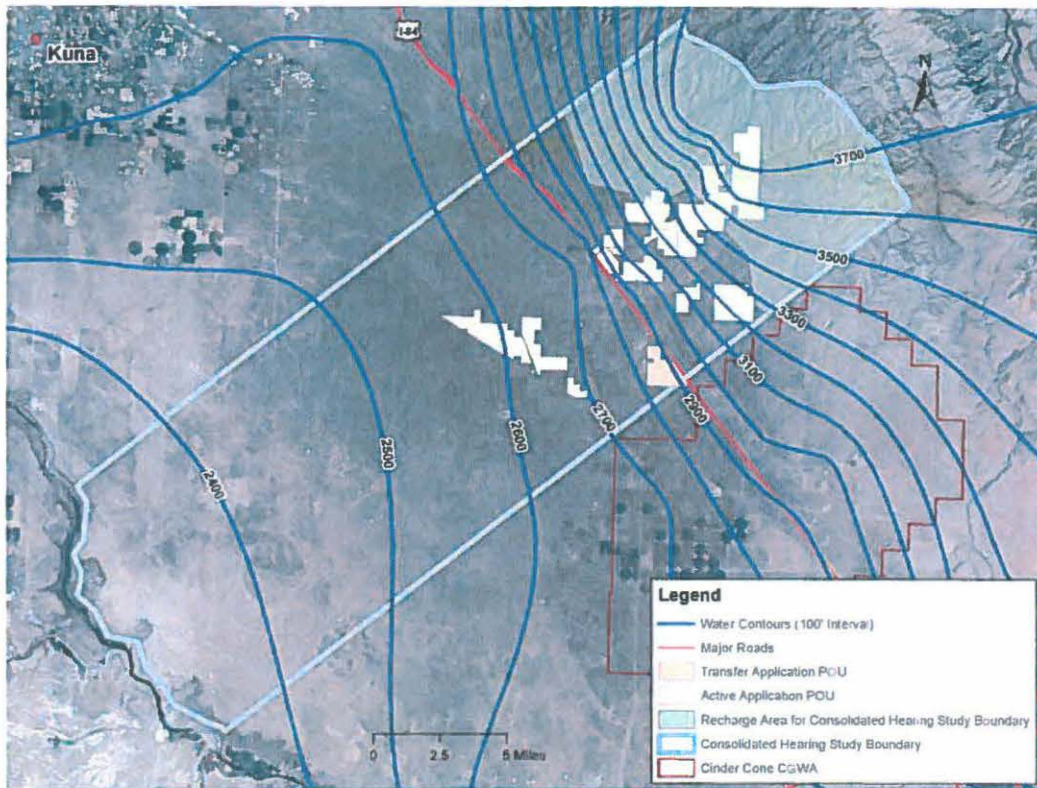 Kuna
I-84
N
3700
3500
3300
3100
2900
2700
2600
2500
2400
0 2.5 5 Miles
Legend
Water Contours (100' Interval)
Major Roads
Transfer Application POU
Active Application POU
Recharge Area for Consolidated Hearing Study Boundary
Consolidated Hearing Study Boundary
Cinder Cone CGWA